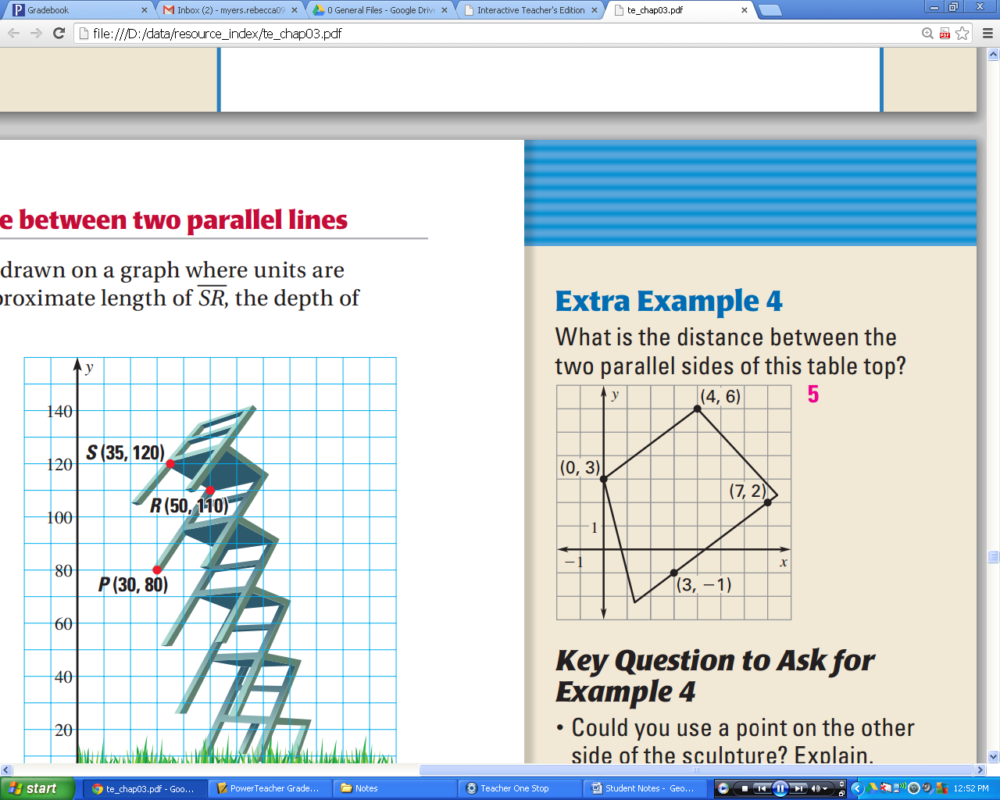 Gradebook
Inbox (2) - myers.rebecca09
0 General Files - Google Driv
Interactive Teacher's Edition
te_chap03.pdf
file:///D:/data/resource_index/te_chap03.pdf
e between two parallel lines
drawn on a graph where units are
proximate length of SR, the depth of
y
140
120
100
80
60
40
20
S (35, 120)
R (50, 110)
P (30, 80)
Extra Example 4
What is the distance between the
two parallel sides of this table top?
5
y
(4, 6)
(0, 3)
(7, 2)
1
−1
x
(3, −1)
Key Question to Ask for
Example 4
• Could you use a point on the other
side of the sculpture? Explain.
start
te_chap03.pdf - Goo...
PowerTeacher Grade...
Notes
Teacher One Stop
Student Notes - Geo...
12:52 PM